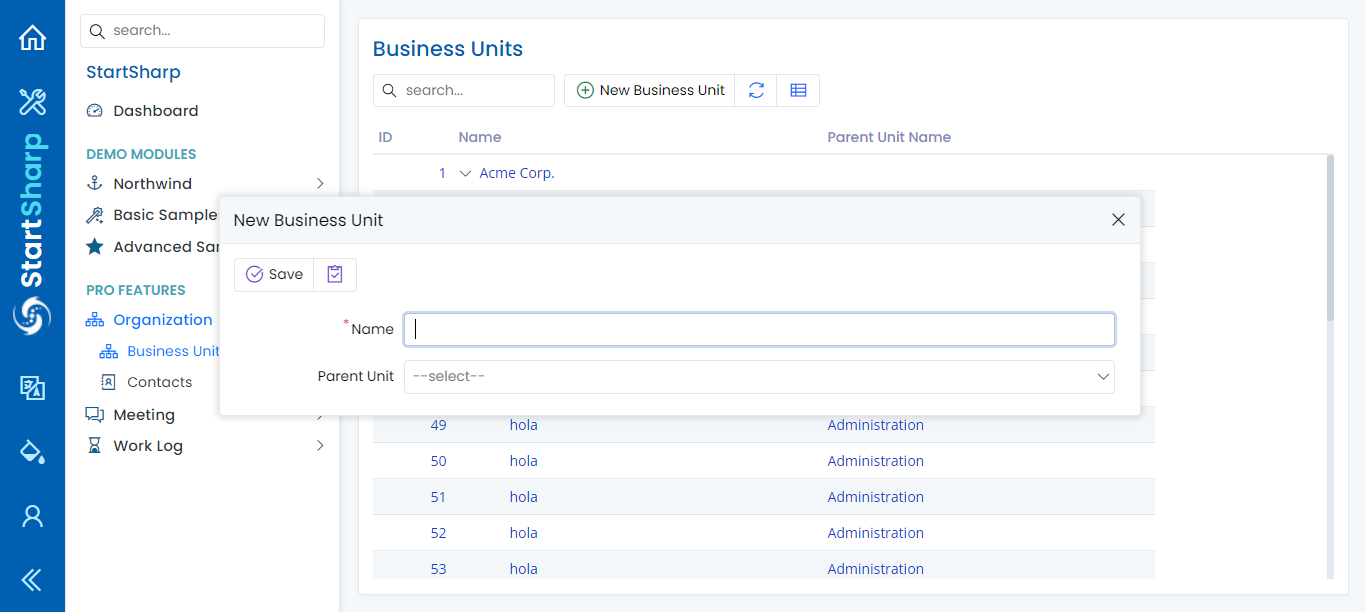 StartSharp
search...
StartSharp
Dashboard
DEMO MODULES
Northwind
Basic Sample
Advanced Sa
PRO FEATURES
Organization
Business Unit
Contacts
Meeting
Work Log
Business Units
search...
New Business Unit
ID Name Parent Unit Name
1 Acme Corp.
New Business Unit
Save
* Name
Parent Unit --select--
49 hola Administration
50 hola Administration
51 hola Administration
52 hola Administration
53 hola Administration